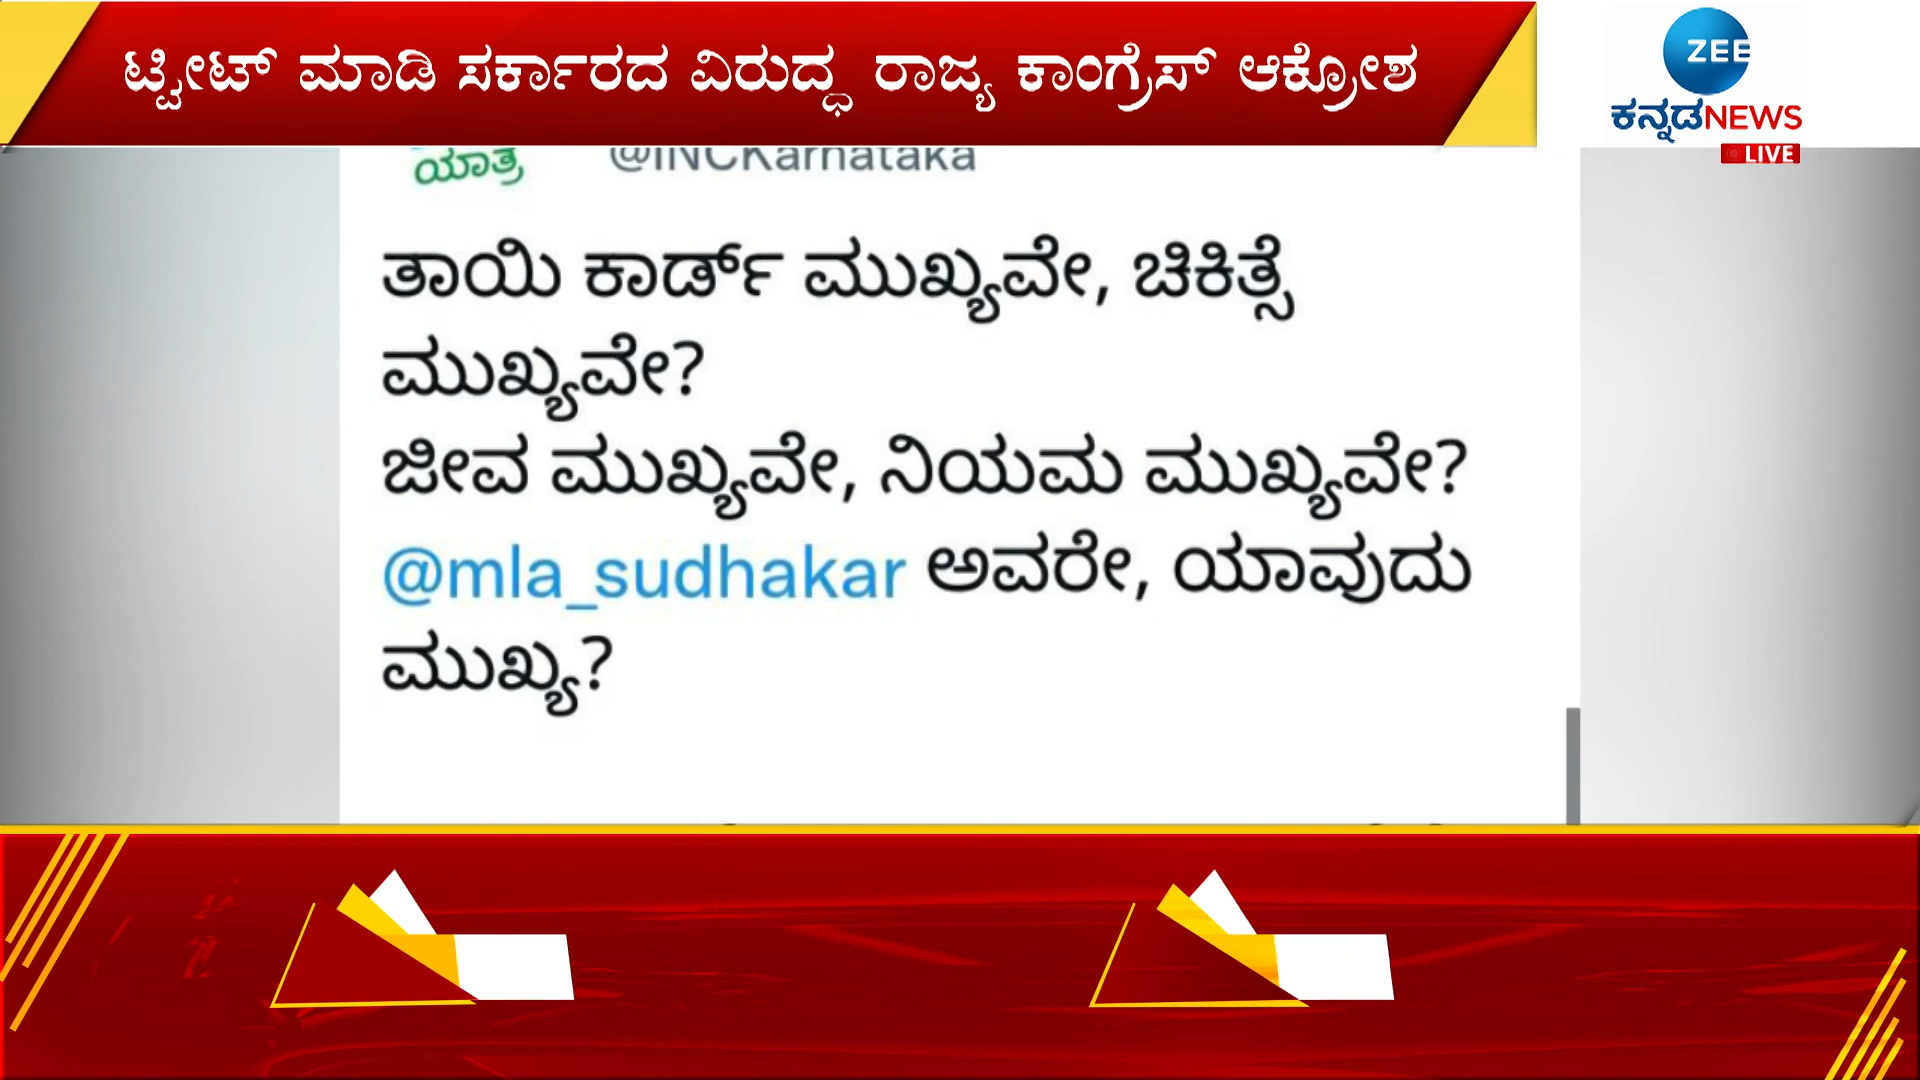 ಟ್ವೀಟ್ ಮಾಡಿ ಸರ್ಕಾರದ ವಿರುದ್ಧ ರಾಜ್ಯ ಕಾಂಗ್ರೆಸ್ ಆಕ್ರೋಶ
ZEE
ಕನ್ನಡNEWS
LIVE
ಯಾತ್ರೆ @INCKarnataka
ತಾಯಿ ಕಾರ್ಡ್ ಮುಖ್ಯವೇ, ಚಿಕಿತ್ಸೆ
ಮುಖ್ಯವೇ?
ಜೀವ ಮುಖ್ಯವೇ, ನಿಯಮ ಮುಖ್ಯವೇ?
@mla_sudhakar ಅವರೇ, ಯಾವುದು
ಮುಖ್ಯ?